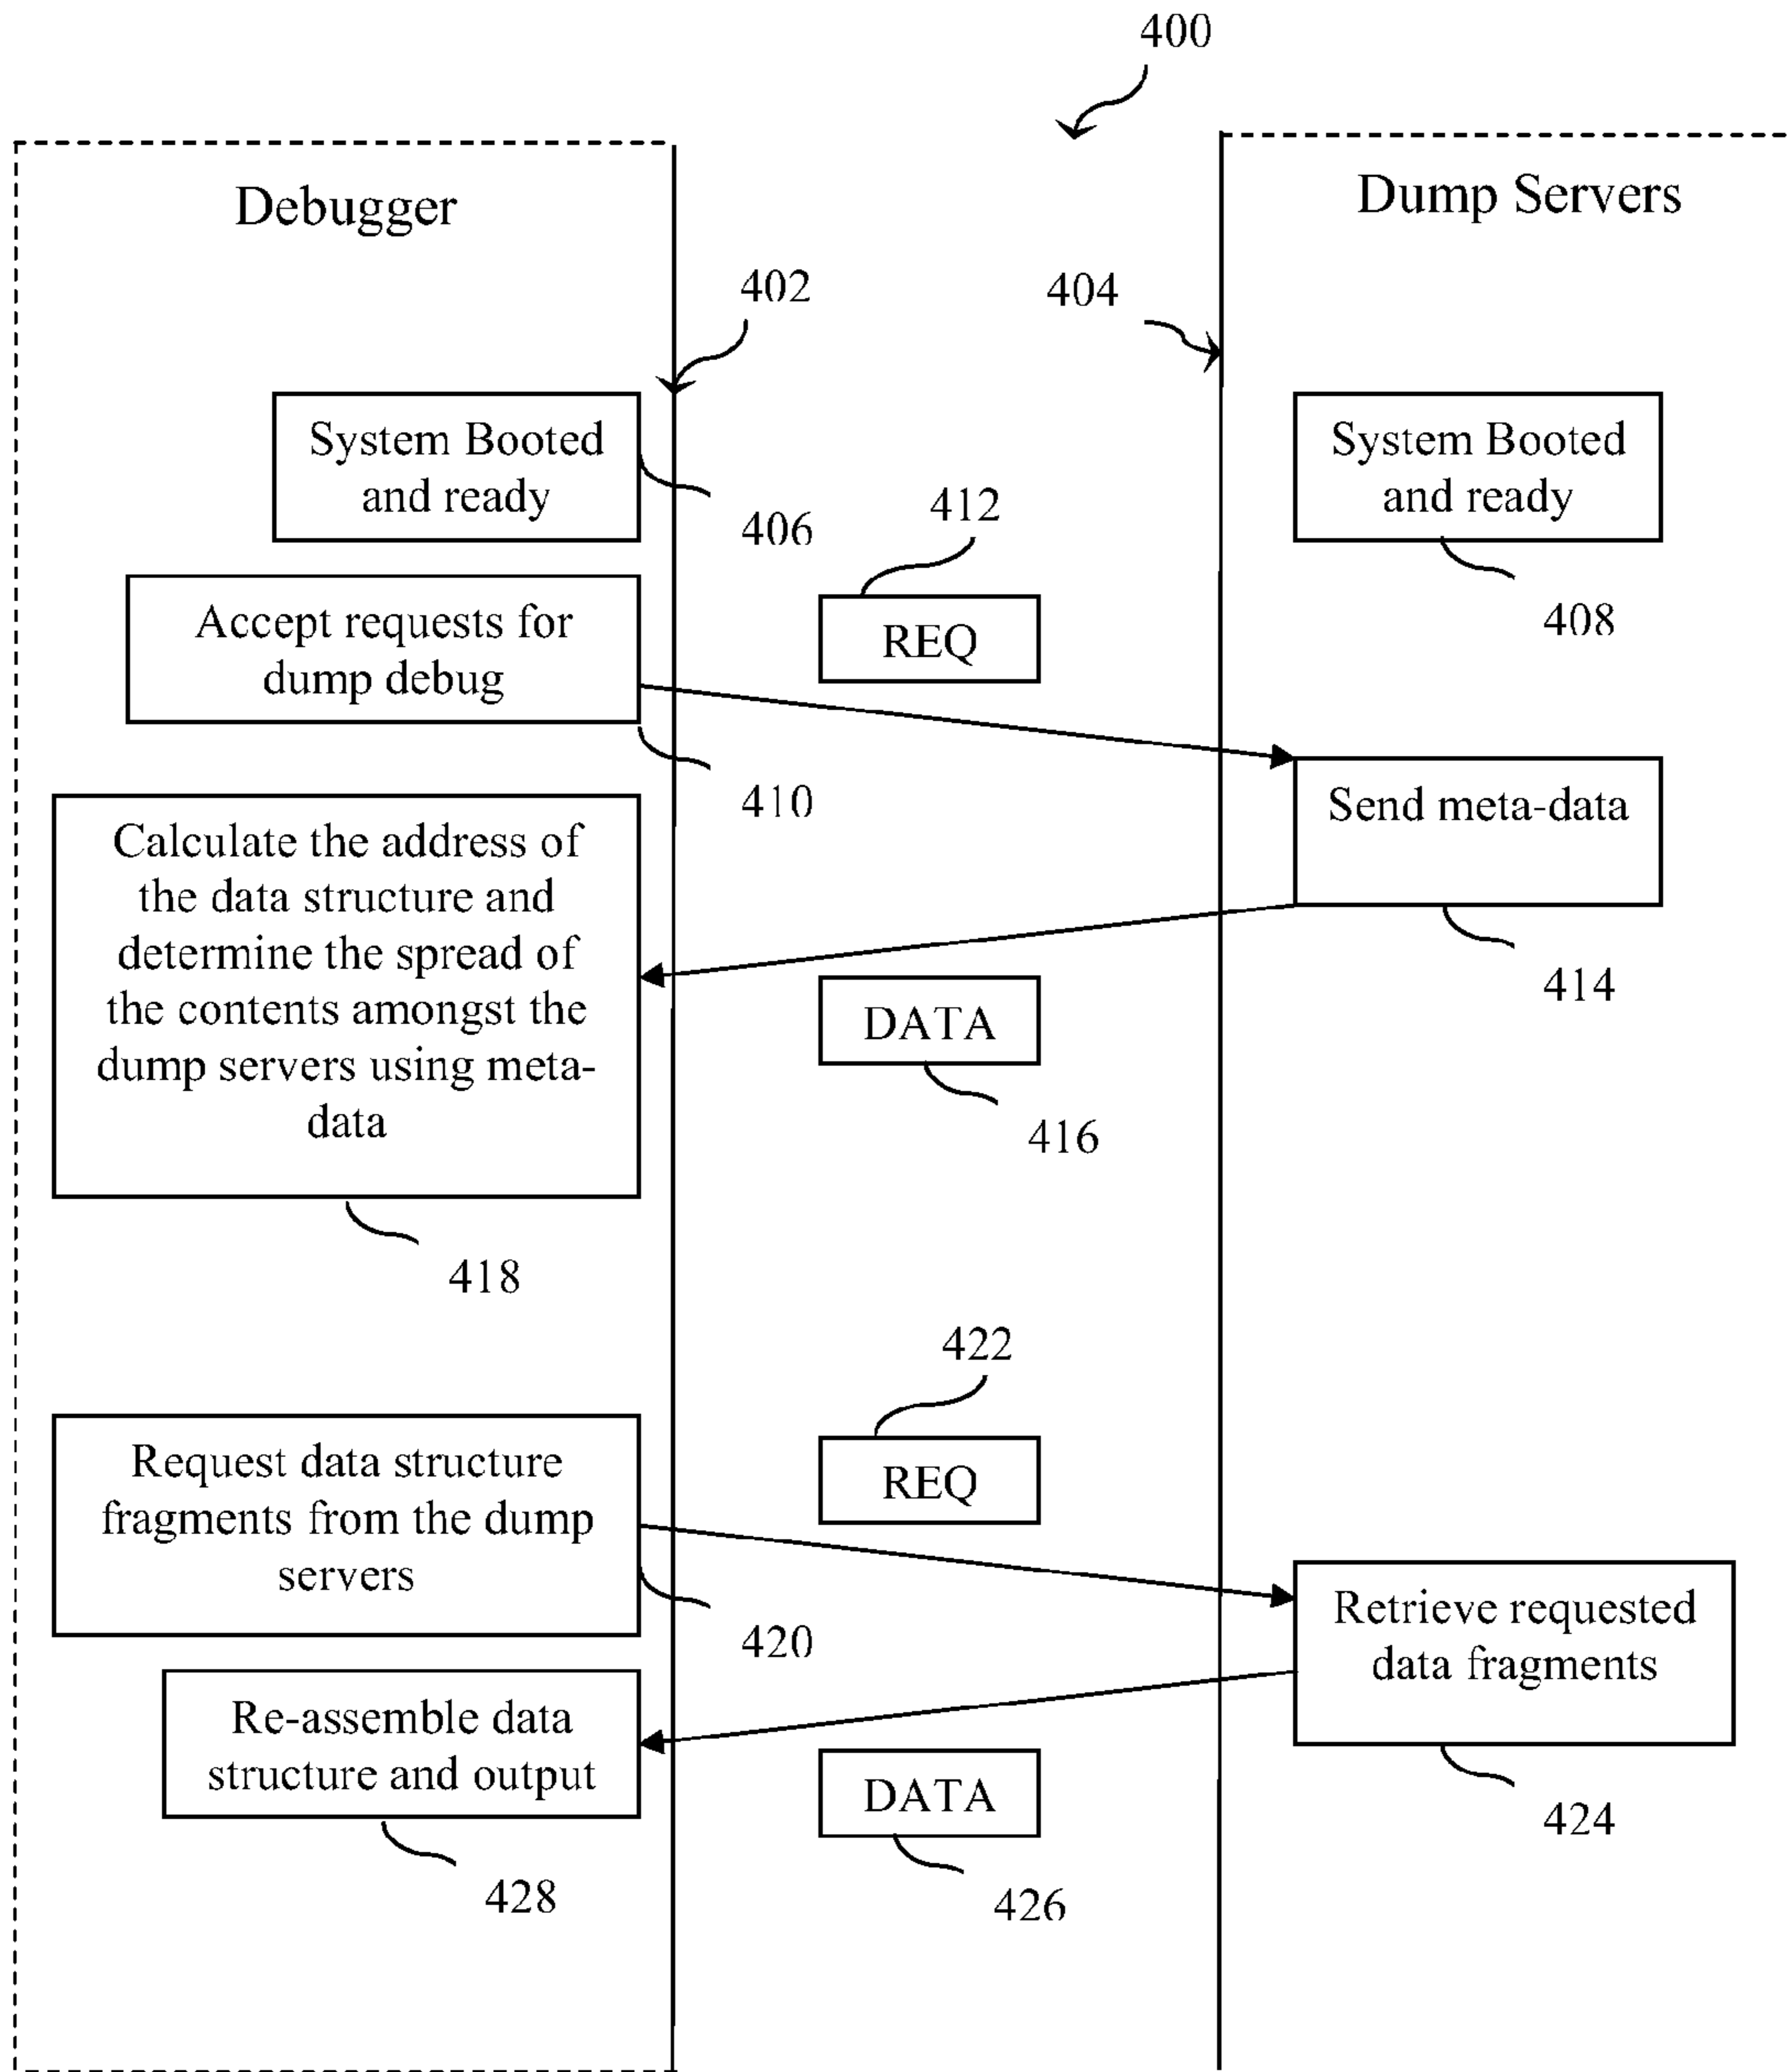 400
Debugger
Dump Servers
402
404
System Booted
and ready
406
System Booted
and ready
408
412
REQ
Accept requests for
dump debug
410
Send meta-data
414
Calculate the address of
the data structure and
determine the spread of
the contents amongst the
dump servers using meta-
data
418
DATA
416
422
REQ
Request data structure
fragments from the dump
servers
420
Retrieve requested
data fragments
424
Re-assemble data
structure and output
428
DATA
426